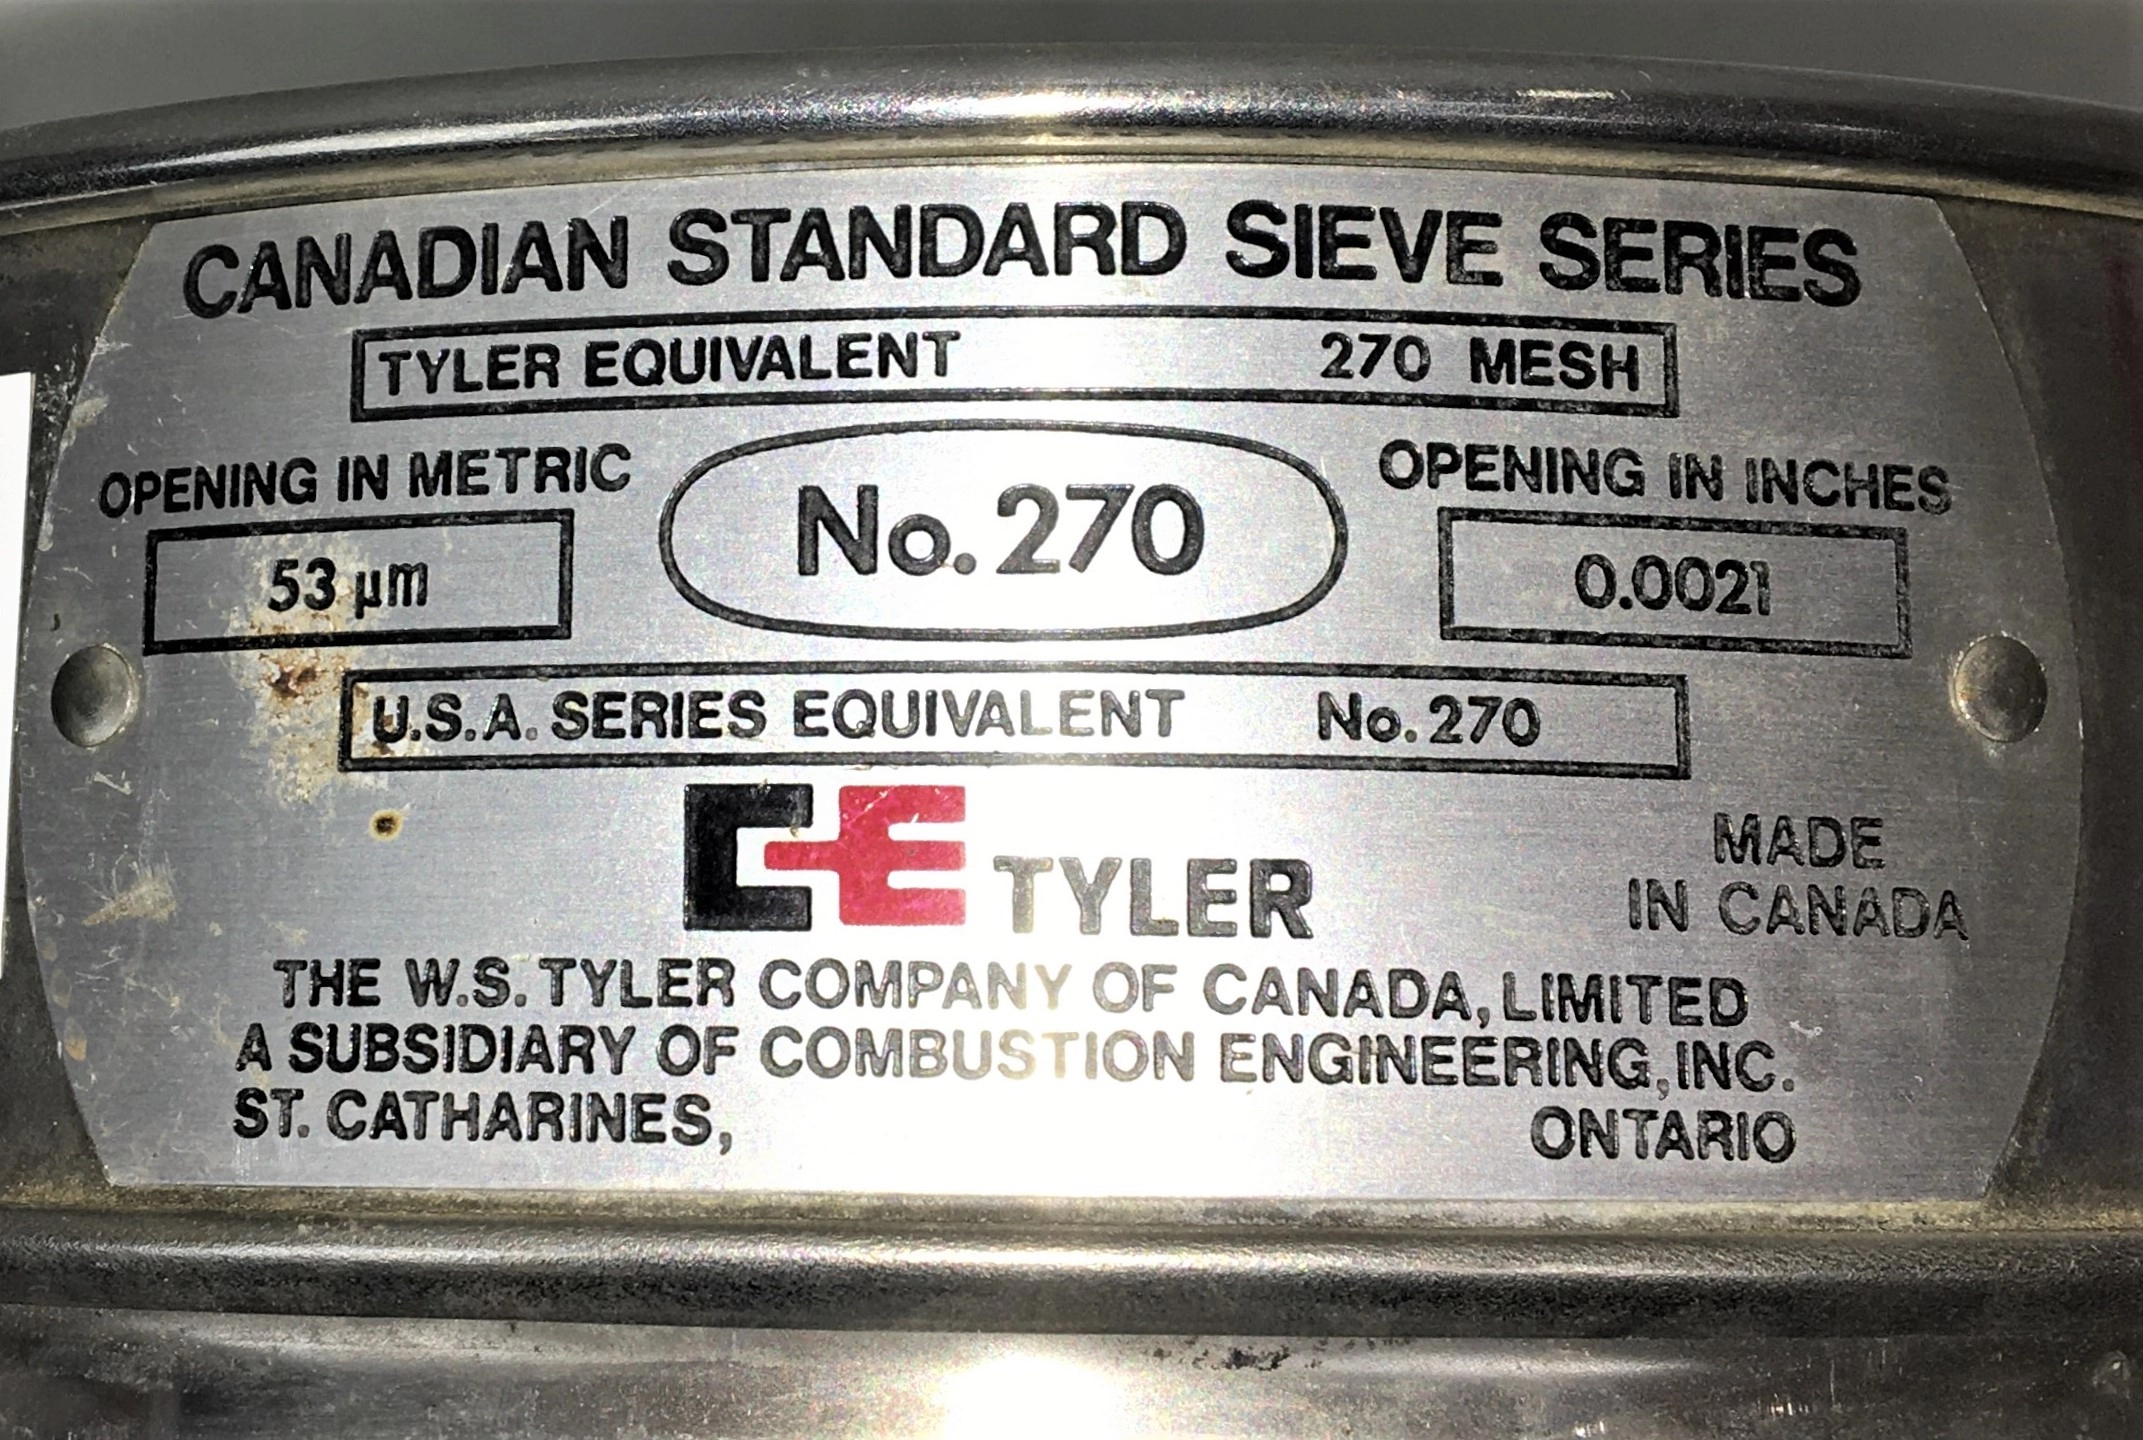 CANADIAN STANDARD SIEVE SERIES
TYLER EQUIVALENT 270 MESH
OPENING IN METRIC
53 µm
No. 270
OPENING IN INCHES
0.0021
U.S.A. SERIES EQUIVALENT No. 270
CE TYLER
MADE
IN CANADA
THE W.S. TYLER COMPANY OF CANADA, LIMITED
A SUBSIDIARY OF COMBUSTION ENGINEERING, INC.
ST. CATHARINES, ONTARIO